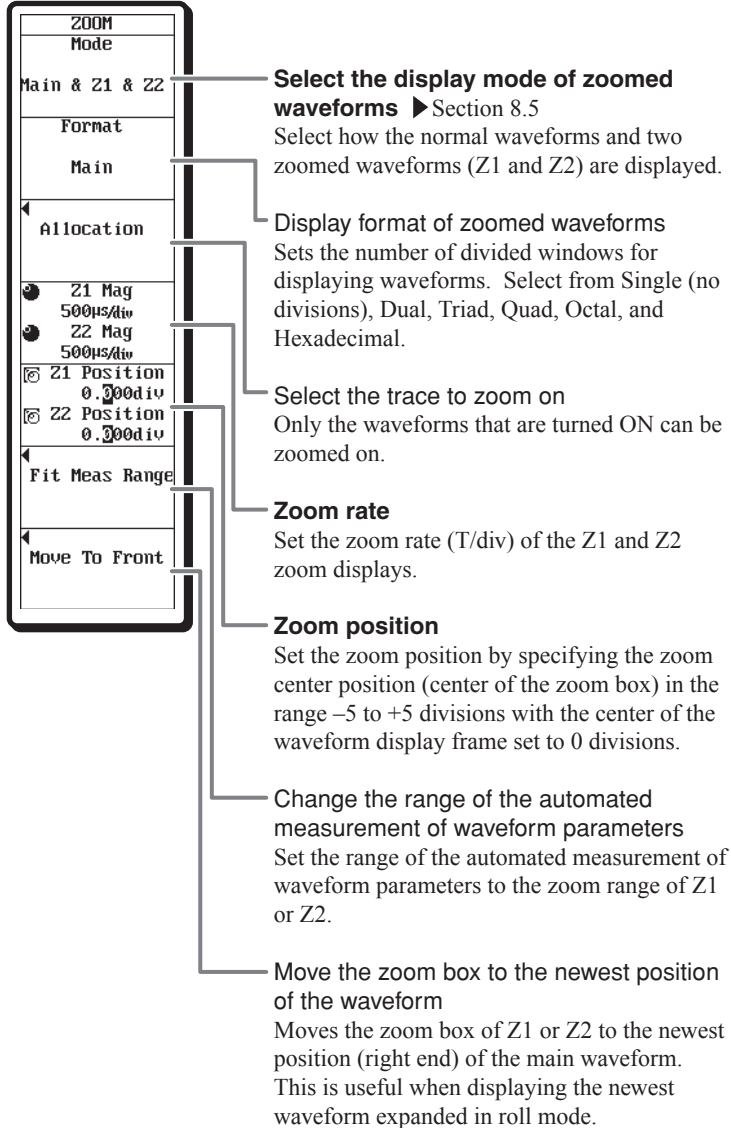 ZOOM
Mode
Main & Z1 & Z2
Format
Main
Allocation
Z1 Mag
500µs/div
Z2 Mag
500µs/div
Z1 Position
0.000div
Z2 Position
0.000div
Fit Meas Range
Move To Front
Select the display mode of zoomed
waveforms ▶Section 8.5
Select how the normal waveforms and two
zoomed waveforms (Z1 and Z2) are displayed.
Display format of zoomed waveforms
Sets the number of divided windows for
displaying waveforms. Select from Single (no
divisions), Dual, Triad, Quad, Octal, and
Hexadecimal.
Select the trace to zoom on
Only the waveforms that are turned ON can be
zoomed on.
Zoom rate
Set the zoom rate (T/div) of the Z1 and Z2
zoom displays.
Zoom position
Set the zoom position by specifying the zoom
center position (center of the zoom box) in the
range –5 to +5 divisions with the center of the
waveform display frame set to 0 divisions.
Change the range of the automated
measurement of waveform parameters
Set the range of the automated measurement of
waveform parameters to the zoom range of Z1
or Z2.
Move the zoom box to the newest position
of the waveform
Moves the zoom box of Z1 or Z2 to the newest
position (right end) of the main waveform.
This is useful when displaying the newest
waveform expanded in roll mode.